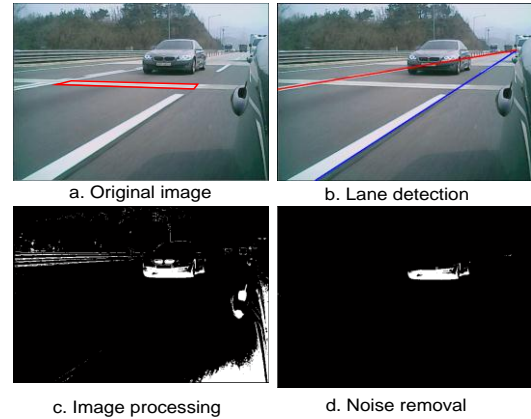 a. Original image
b. Lane detection
c. Image processing
d. Noise removal